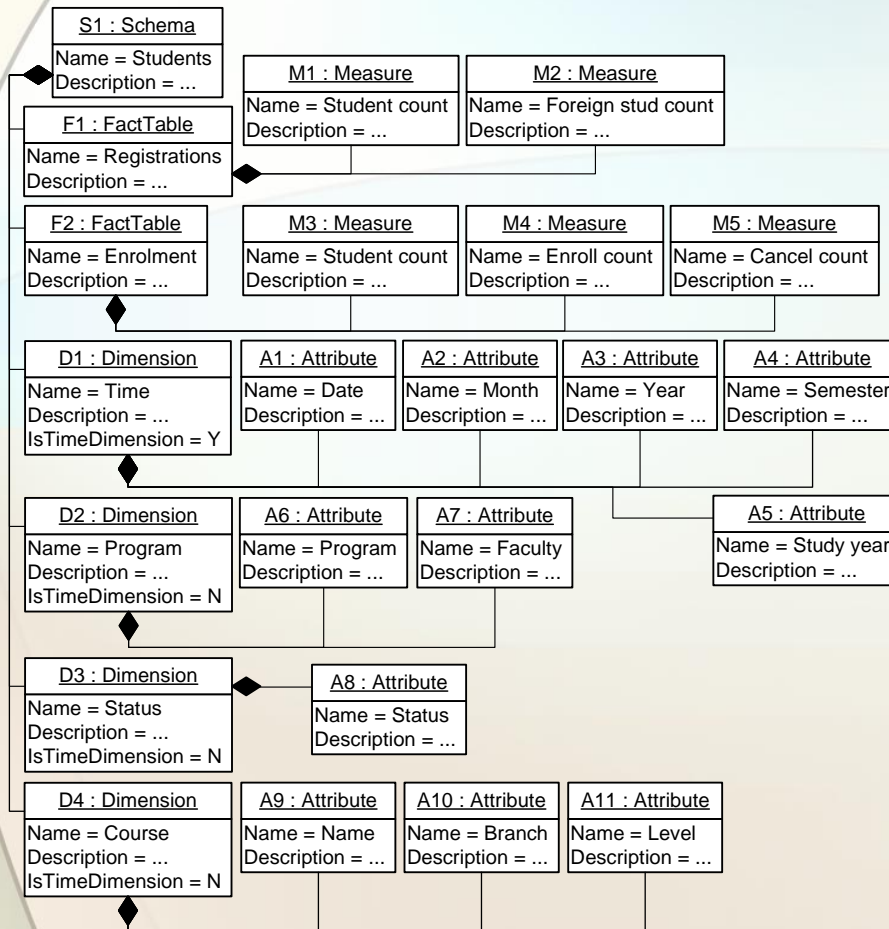 S1 : Schema
Name = Students
Description = ...
M1 : Measure
Name = Student count
Description = ...
M2 : Measure
Name = Foreign stud count
Description = ...
F1 : FactTable
Name = Registrations
Description = ...
F2 : FactTable
Name = Enrolment
Description = ...
M3 : Measure
Name = Student count
Description = ...
M4 : Measure
Name = Enroll count
Description = ...
M5 : Measure
Name = Cancel count
Description = ...
D1 : Dimension
Name = Time
Description = ...
IsTimeDimension = Y
A1 : Attribute
Name = Date
Description = ...
A2 : Attribute
Name = Month
Description = ...
A3 : Attribute
Name = Year
Description = ...
A4 : Attribute
Name = Semester
Description = ...
D2 : Dimension
Name = Program
Description = ...
IsTimeDimension = N
A6 : Attribute
Name = Program
Description = ...
A7 : Attribute
Name = Faculty
Description = ...
A5 : Attribute
Name = Study year
Description = ...
D3 : Dimension
Name = Status
Description = ...
IsTimeDimension = N
A8 : Attribute
Name = Status
Description = ...
D4 : Dimension
Name = Course
Description = ...
IsTimeDimension = N
A9 : Attribute
Name = Name
Description = ...
A10 : Attribute
Name = Branch
Description = ...
A11 : Attribute
Name = Level
Description = ...